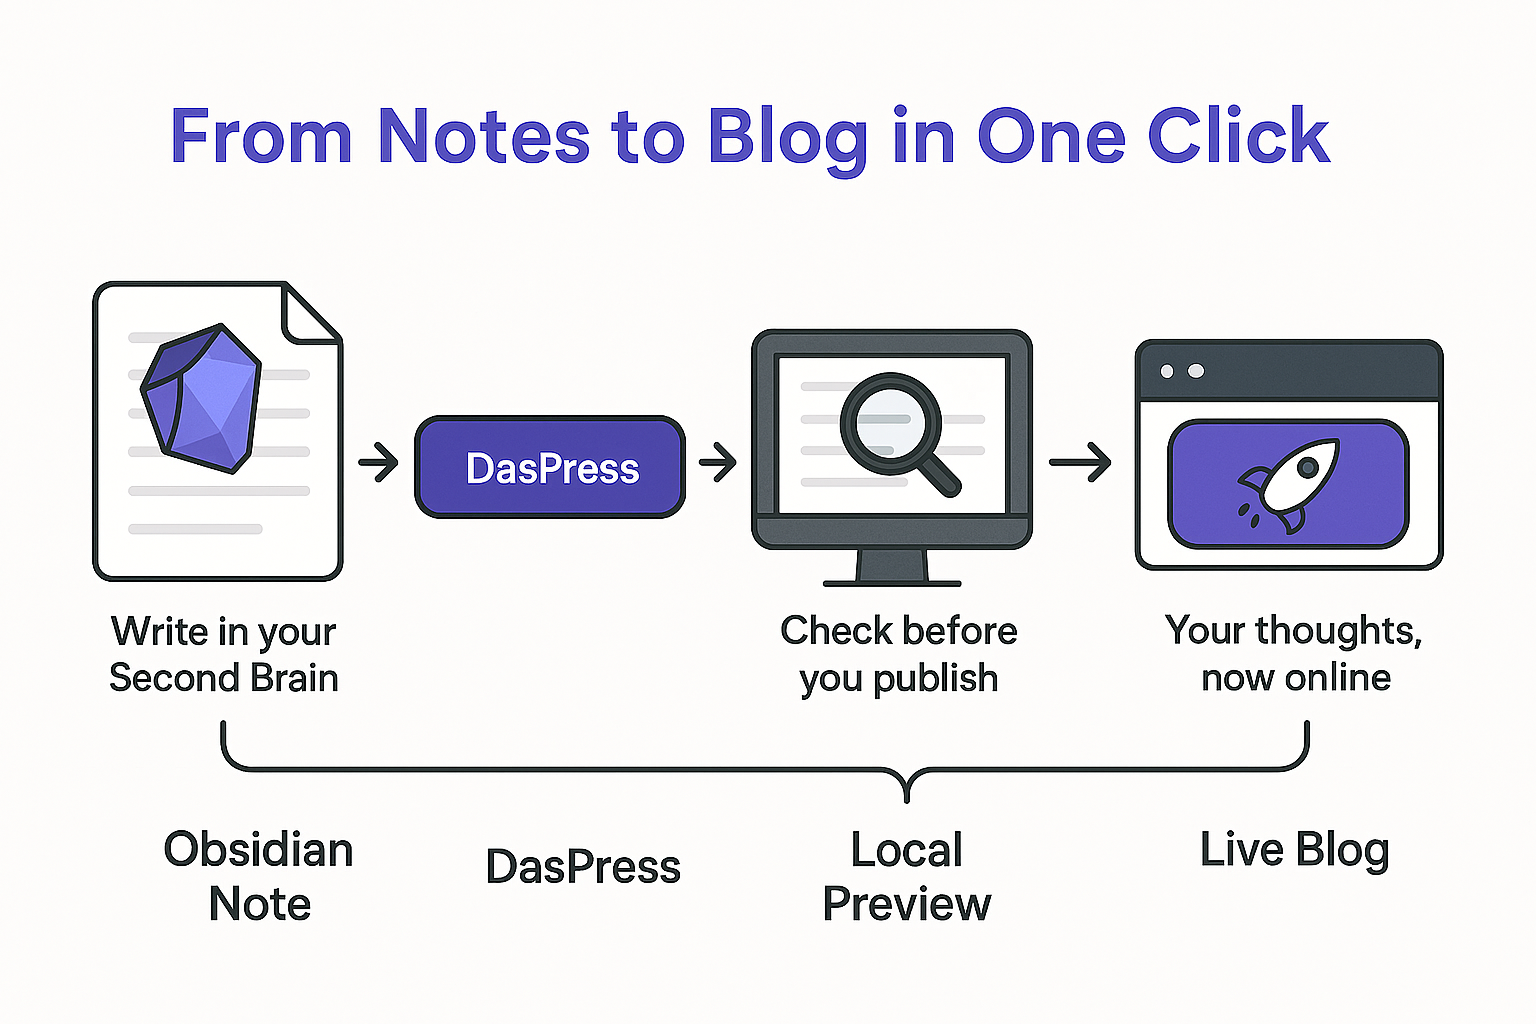 From Notes to Blog in One Click
DasPress
Write in your
Second Brain
Check before
you publish
Your thoughts,
now online
Obsidian
Note
DasPress
Local
Preview
Live Blog